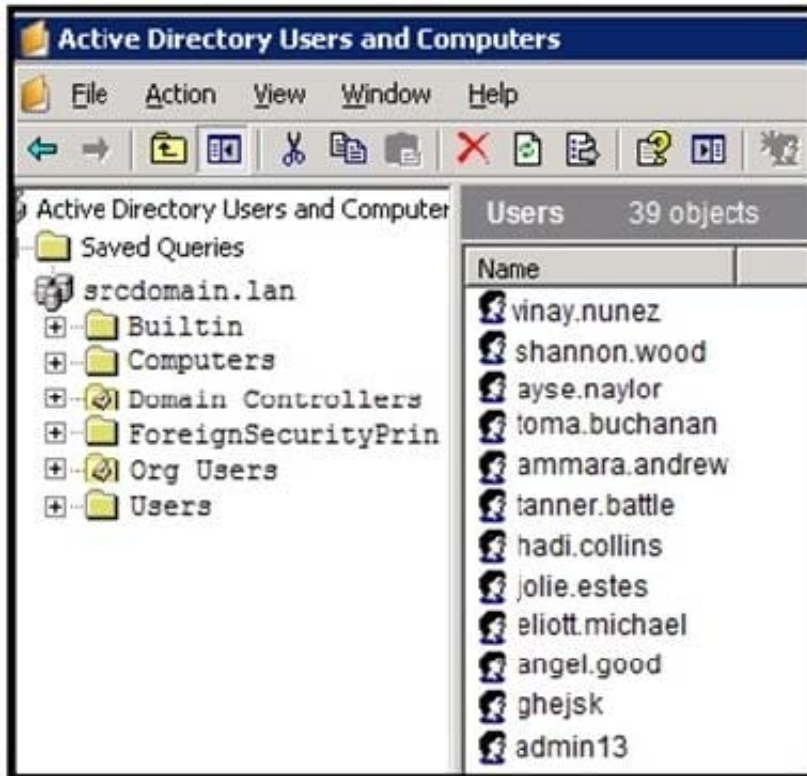 Active Directory Users and Computers
File Action View Window Help
Active Directory Users and Computer
Saved Queries
srcdomain.lan
Builtin
Computers
Domain Controllers
ForeignSecurityPrin
Org Users
Users
Users 39 objects
Name
vinay.nunez
shannon.wood
ayse.naylor
toma.buchanan
ammara.andrew
tanner.battle
hadi.collins
jolie.estes
eliott.michael
angel.good
ghejsk
admin13